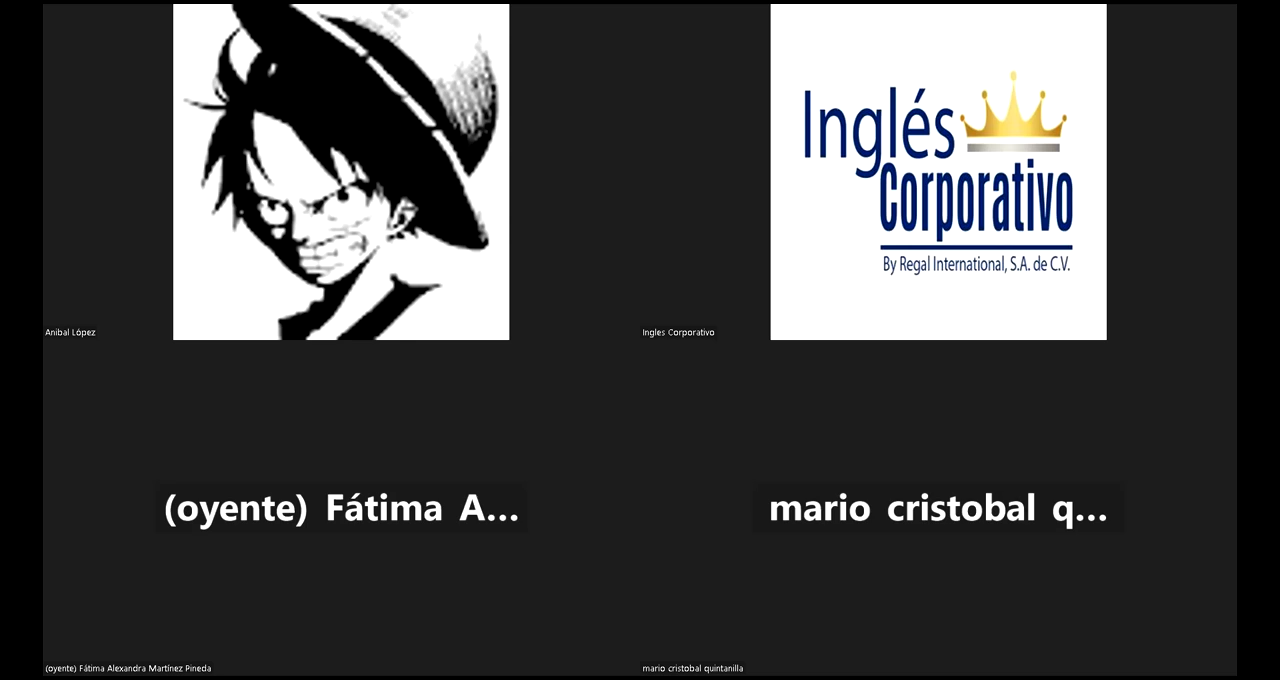 Inglés
Corporativo
By Regal International, S.A. de C.V.
Anibal López
Ingles Corporativo
(oyente) Fátima A...
mario cristobal q...
(oyente) Fátima Alexandra Martínez Pineda
mario cristobal quintanilla